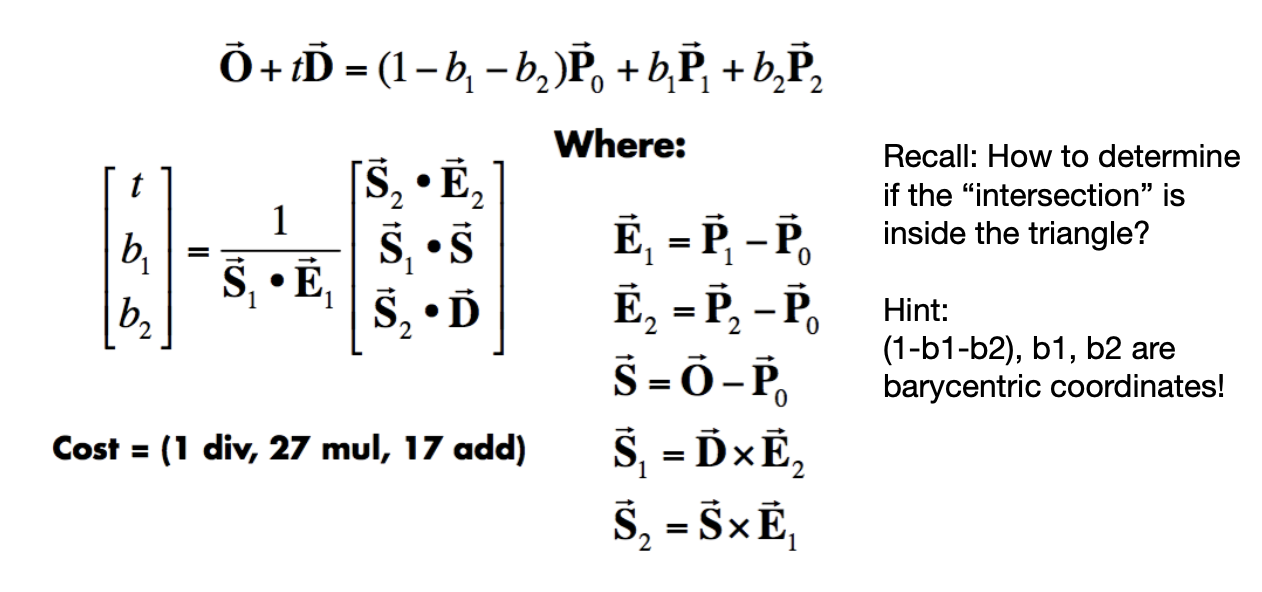 $\vec{\mathbf{O}} + t\vec{\mathbf{D}} = (1 - b_1 - b_2)\vec{\mathbf{P}}_0 + b_1\vec{\mathbf{P}}_1 + b_2\vec{\mathbf{P}}_2$
$\begin{bmatrix} t \\ b_1 \\ b_2 \end{bmatrix} = \frac{1}{\vec{\mathbf{S}}_1 \bullet \vec{\mathbf{E}}_1} \begin{bmatrix} \vec{\mathbf{S}}_2 \bullet \vec{\mathbf{E}}_2 \\ \vec{\mathbf{S}}_1 \bullet \vec{\mathbf{S}} \\ \vec{\mathbf{S}}_2 \bullet \vec{\mathbf{D}} \end{bmatrix}$
Cost = (1 div, 27 mul, 17 add)
Where:
$\vec{\mathbf{E}}_1 = \vec{\mathbf{P}}_1 - \vec{\mathbf{P}}_0$
$\vec{\mathbf{E}}_2 = \vec{\mathbf{P}}_2 - \vec{\mathbf{P}}_0$
$\vec{\mathbf{S}} = \vec{\mathbf{O}} - \vec{\mathbf{P}}_0$
$\vec{\mathbf{S}}_1 = \vec{\mathbf{D}} \times \vec{\mathbf{E}}_2$
$\vec{\mathbf{S}}_2 = \vec{\mathbf{S}} \times \vec{\mathbf{E}}_1$
Recall: How to determine
if the “intersection” is
inside the triangle?
Hint:
(1-b1-b2), b1, b2 are
barycentric coordinates!